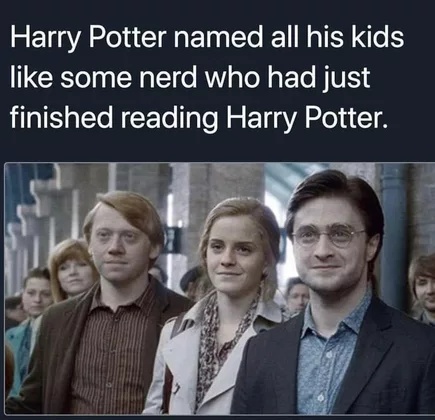 Harry Potter named all his kids
like some nerd who had just
finished reading Harry Potter.